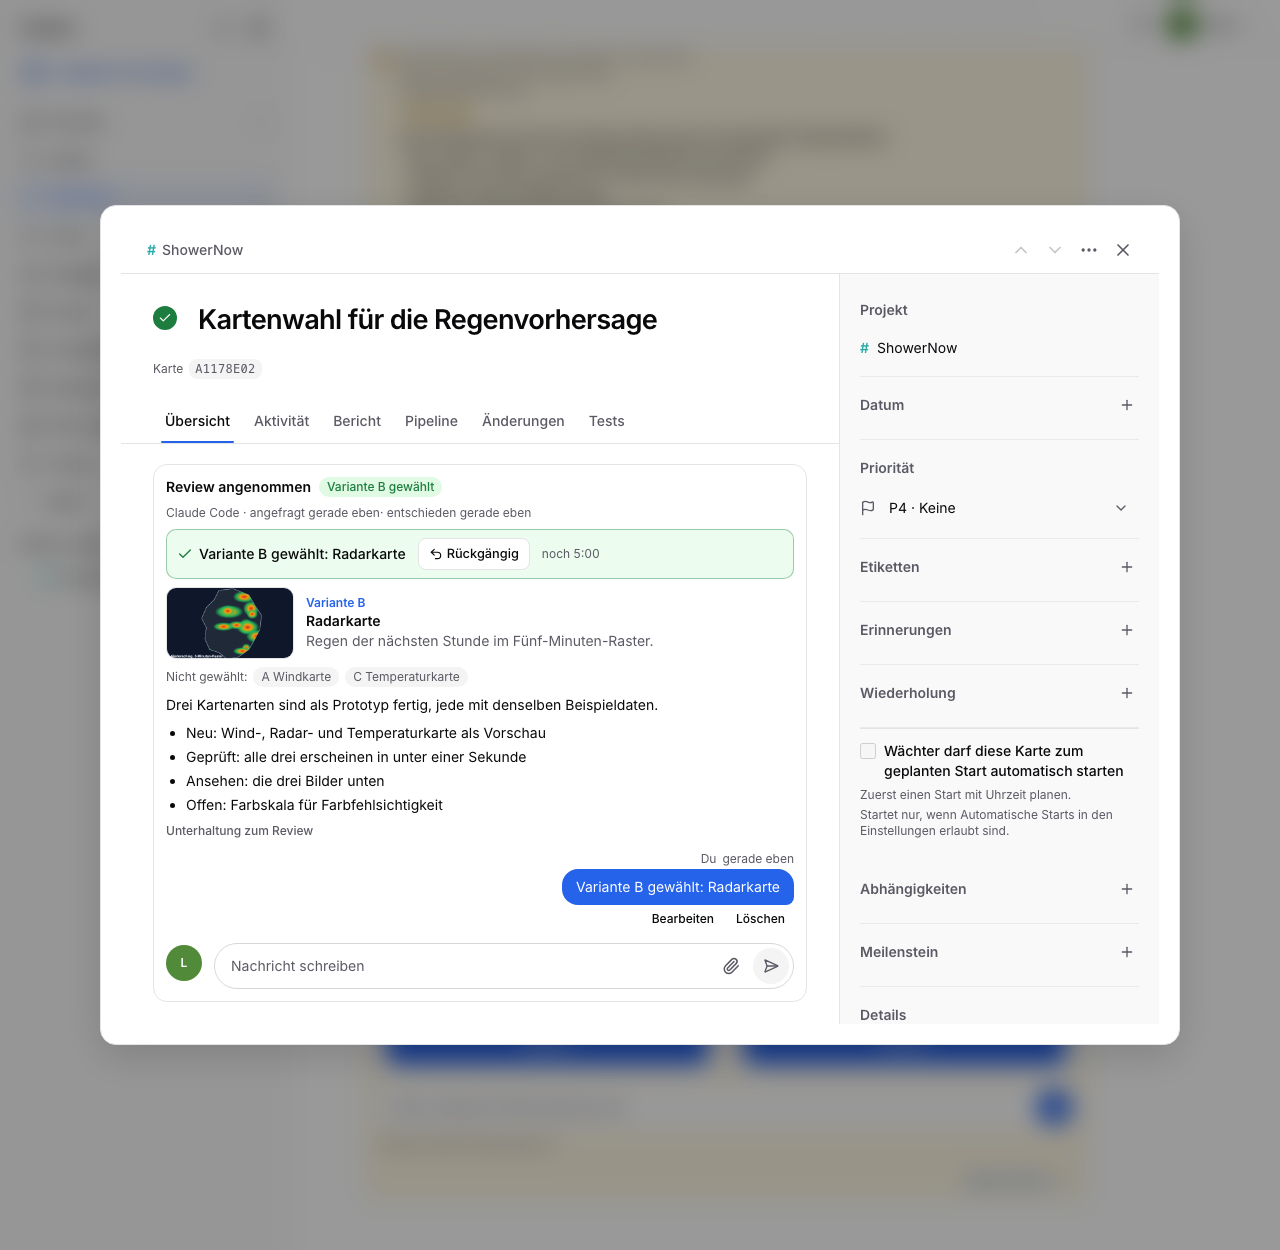 # ShowerNow
Kartenwahl für die Regenvorhersage
Karte A1178E02
Übersicht Aktivität Bericht Pipeline Änderungen Tests
Review angenommen Variante B gewählt
Claude Code · angefragt gerade eben· entschieden gerade eben
Variante B gewählt: Radarkarte Rückgängig noch 5:00
Variante B
Radarkarte
Regen der nächsten Stunde im Fünf-Minuten-Raster.
Nicht gewählt: A Windkarte C Temperaturkarte
Drei Kartenarten sind als Prototyp fertig, jede mit denselben Beispieldaten.
• Neu: Wind-, Radar- und Temperaturkarte als Vorschau
• Geprüft: alle drei erscheinen in unter einer Sekunde
• Ansehen: die drei Bilder unten
• Offen: Farbskala für Farbfehlsichtigkeit
Unterhaltung zum Review
Du gerade eben
Variante B gewählt: Radarkarte
Bearbeiten Löschen
L
Nachricht schreiben
Projekt
# ShowerNow
Datum
Priorität
P4 · Keine
Etiketten
Erinnerungen
Wiederholung
Wächter darf diese Karte zum
geplanten Start automatisch starten
Zuerst einen Start mit Uhrzeit planen.
Startet nur, wenn Automatische Starts in den
Einstellungen erlaubt sind.
Abhängigkeiten
Meilenstein
Details